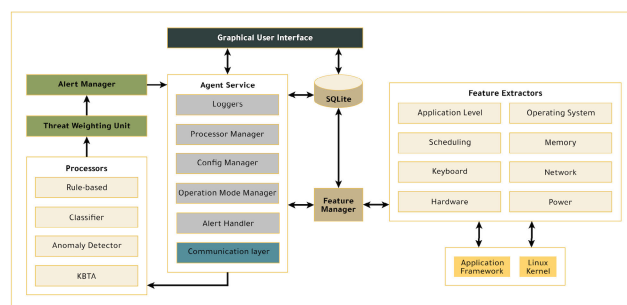 Graphical User Interface
Alert Manager
Threat Weighting Unit
Processors
Rule-based
Classifier
Anomaly Detector
KBTA
Agent Service
Loggers
Processor Manager
Config Manager
Operation Mode Manager
Alert Handler
Communication layer
SQLite
Feature
Manager
Feature Extractors
Application Level
Operating System
Scheduling
Memory
Keyboard
Network
Hardware
Power
Application
Framework
Linux
Kernel